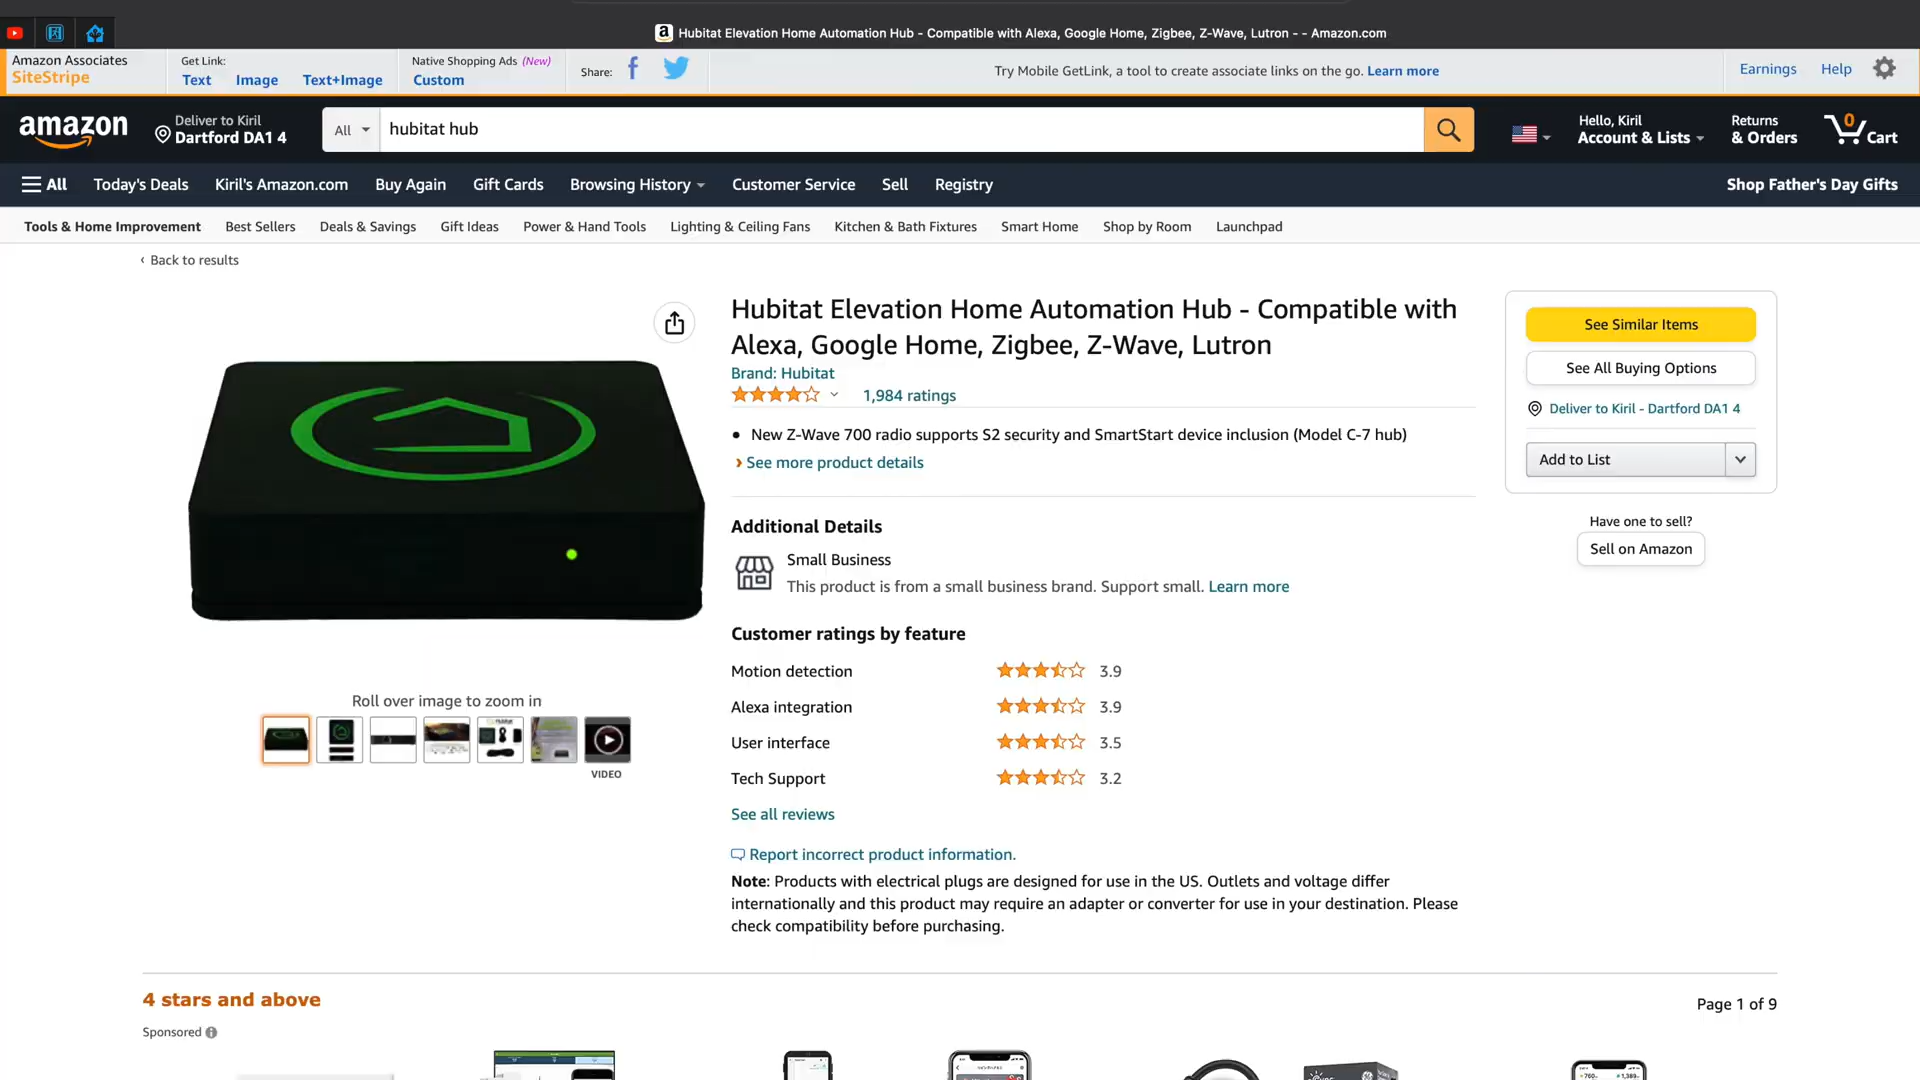 Hubitat Elevation Home Automation Hub - Compatible with Alexa, Google Home, Zigbee, Z-Wave, Lutron - - Amazon.com
Amazon Associates
SiteStripe
Get Link:
Text Image Text+Image
Native Shopping Ads (New)
Custom
Share:
Try Mobile GetLink, a tool to create associate links on the go. Learn more
Earnings Help
amazon
Deliver to Kiril
Dartford DA1 4
All
hubitat hub
Hello, Kiril
Account & Lists
Returns
& Orders
0
Cart
All Today's Deals Kiril's Amazon.com Buy Again Gift Cards Browsing History Customer Service Sell Registry Shop Father's Day Gifts
Tools & Home Improvement Best Sellers Deals & Savings Gift Ideas Power & Hand Tools Lighting & Ceiling Fans Kitchen & Bath Fixtures Smart Home Shop by Room Launchpad
‹ Back to results
Roll over image to zoom in
VIDEO
Hubitat Elevation Home Automation Hub - Compatible with
Alexa, Google Home, Zigbee, Z-Wave, Lutron
Brand: Hubitat
1,984 ratings
• New Z-Wave 700 radio supports S2 security and SmartStart device inclusion (Model C-7 hub)
› See more product details
Additional Details
Small Business
This product is from a small business brand. Support small. Learn more
Customer ratings by feature
Motion detection 3.9
Alexa integration 3.9
User interface 3.5
Tech Support 3.2
See all reviews
Report incorrect product information.
Note: Products with electrical plugs are designed for use in the US. Outlets and voltage differ
internationally and this product may require an adapter or converter for use in your destination. Please
check compatibility before purchasing.
See Similar Items
See All Buying Options
Deliver to Kiril - Dartford DA1 4
Add to List
Have one to sell?
Sell on Amazon
4 stars and above
Page 1 of 9
Sponsored